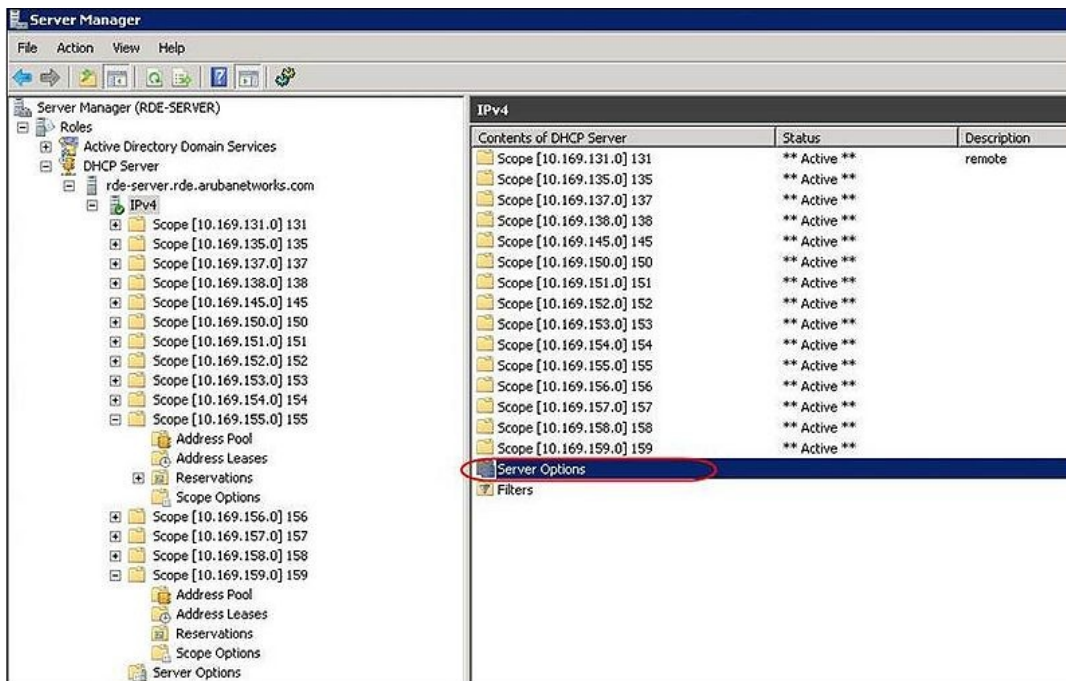 Server Manager
File Action View Help
Server Manager (RDE-SERVER)
Roles
Active Directory Domain Services
DHCP Server
rde-server.rde.arubanetworks.com
IPv4
Scope [10.169.131.0] 131
Scope [10.169.135.0] 135
Scope [10.169.137.0] 137
Scope [10.169.138.0] 138
Scope [10.169.145.0] 145
Scope [10.169.150.0] 150
Scope [10.169.151.0] 151
Scope [10.169.152.0] 152
Scope [10.169.153.0] 153
Scope [10.169.154.0] 154
Scope [10.169.155.0] 155
Address Pool
Address Leases
Reservations
Scope Options
Scope [10.169.156.0] 156
Scope [10.169.157.0] 157
Scope [10.169.158.0] 158
Scope [10.169.159.0] 159
Address Pool
Address Leases
Reservations
Scope Options
Server Options
IPv4
Contents of DHCP Server Status Description
Scope [10.169.131.0] 131 ** Active ** remote
Scope [10.169.135.0] 135 ** Active **
Scope [10.169.137.0] 137 ** Active **
Scope [10.169.138.0] 138 ** Active **
Scope [10.169.145.0] 145 ** Active **
Scope [10.169.150.0] 150 ** Active **
Scope [10.169.151.0] 151 ** Active **
Scope [10.169.152.0] 152 ** Active **
Scope [10.169.153.0] 153 ** Active **
Scope [10.169.154.0] 154 ** Active **
Scope [10.169.155.0] 155 ** Active **
Scope [10.169.156.0] 156 ** Active **
Scope [10.169.157.0] 157 ** Active **
Scope [10.169.158.0] 158 ** Active **
Scope [10.169.159.0] 159 ** Active **
Server Options
Filters